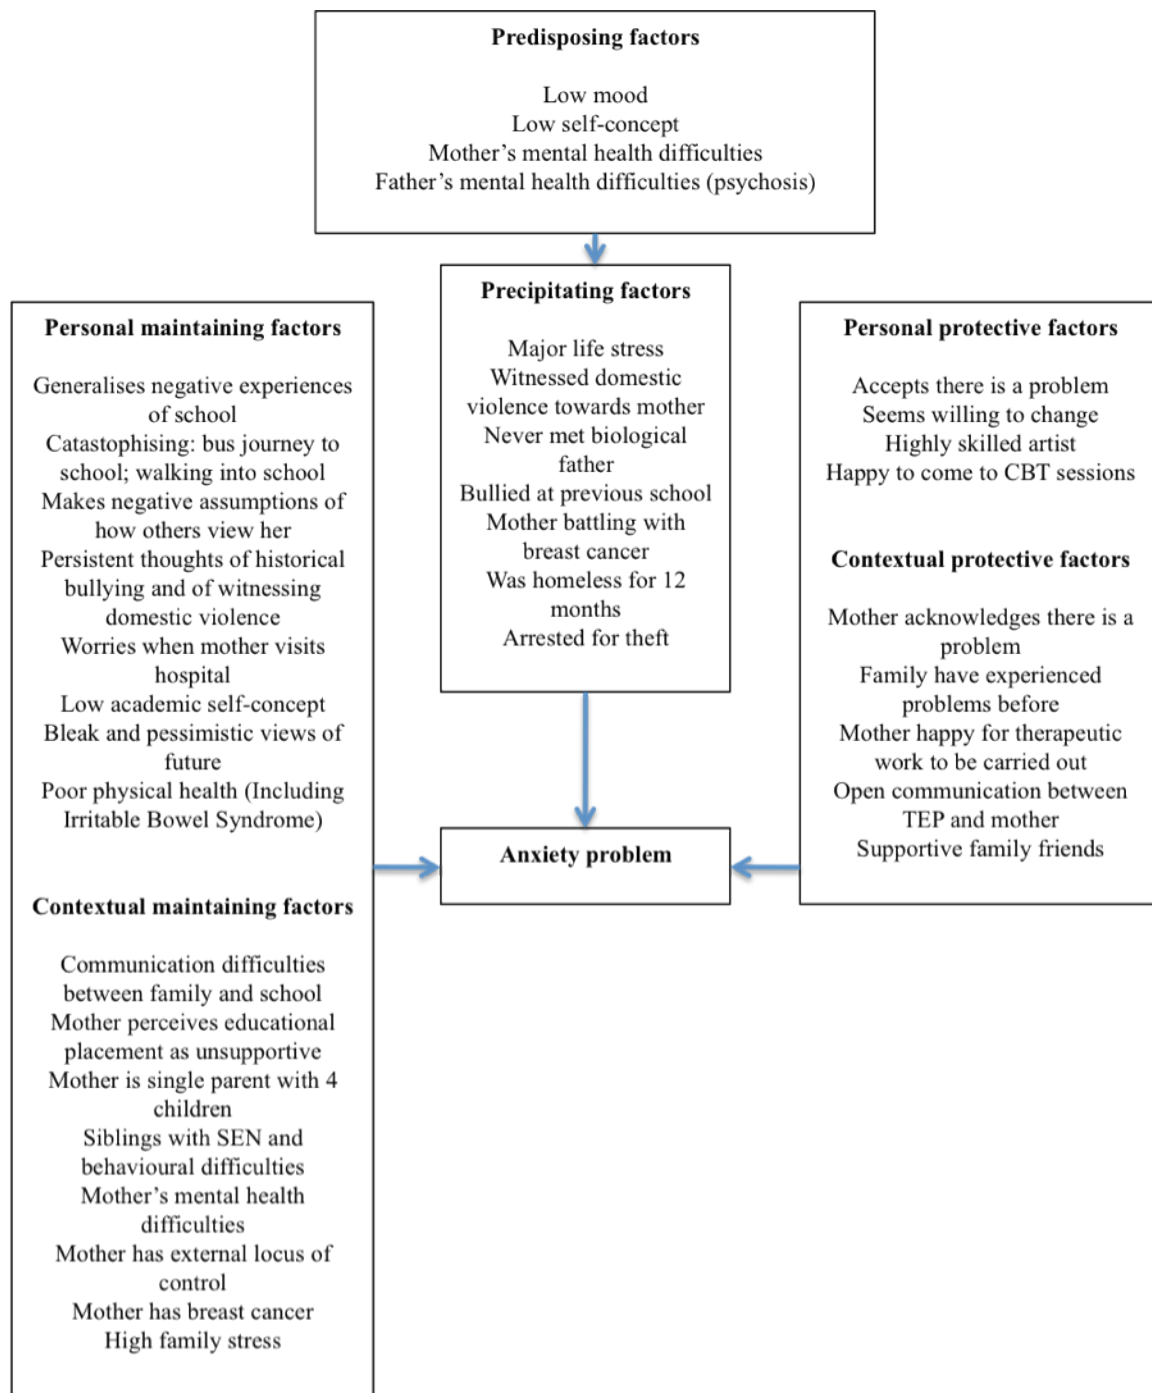 Predisposing factors
Low mood
Low self-concept
Mother’s mental health difficulties
Father’s mental health difficulties (psychosis)
Precipitating factors
Major life stress
Witnessed domestic
violence towards mother
Never met biological
father
Bullied at previous school
Mother battling with
breast cancer
Was homeless for 12
months
Arrested for theft
Personal maintaining factors
Generalises negative experiences
of school
Catastophising: bus journey to
school; walking into school
Makes negative assumptions of
how others view her
Persistent thoughts of historical
bullying and of witnessing
domestic violence
Worries when mother visits
hospital
Low academic self-concept
Bleak and pessimistic views of
future
Poor physical health (Including
Irritable Bowel Syndrome)
Contextual maintaining factors
Communication difficulties
between family and school
Mother perceives educational
placement as unsupportive
Mother is single parent with 4
children
Siblings with SEN and
behavioural difficulties
Mother’s mental health
difficulties
Mother has external locus of
control
Mother has breast cancer
High family stress
Anxiety problem
Personal protective factors
Accepts there is a problem
Seems willing to change
Highly skilled artist
Happy to come to CBT sessions
Contextual protective factors
Mother acknowledges there is a
problem
Family have experienced
problems before
Mother happy for therapeutic
work to be carried out
Open communication between
TEP and mother
Supportive family friends